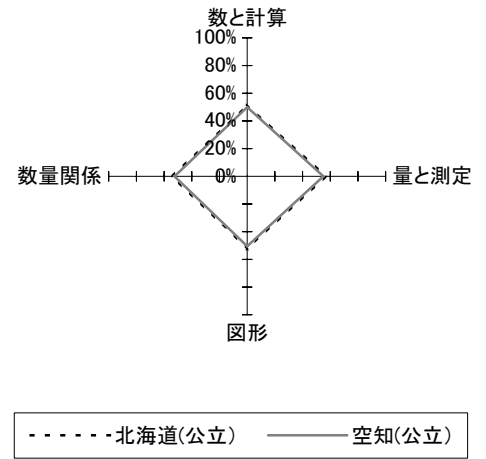 数と計算
100%
80%
60%
40%
20%
0%
数量関係
量と測定
図形
北海道(公立)
空知(公立)